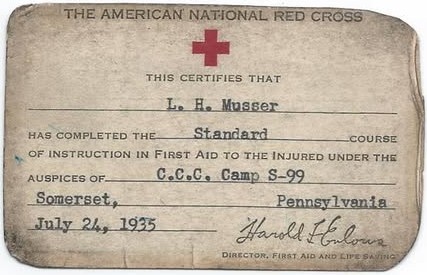 THE AMERICAN NATIONAL RED CROSS
THIS CERTIFIES THAT
L. H. Musser
HAS COMPLETED THE Standard COURSE
OF INSTRUCTION IN FIRST AID TO THE INJURED UNDER THE
AUSPICES OF C.C.C. Camp S-99
Somerset, Pennsylvania
July 24, 1935 Harold F Enlows
DIRECTOR, FIRST AID AND LIFE SAVING